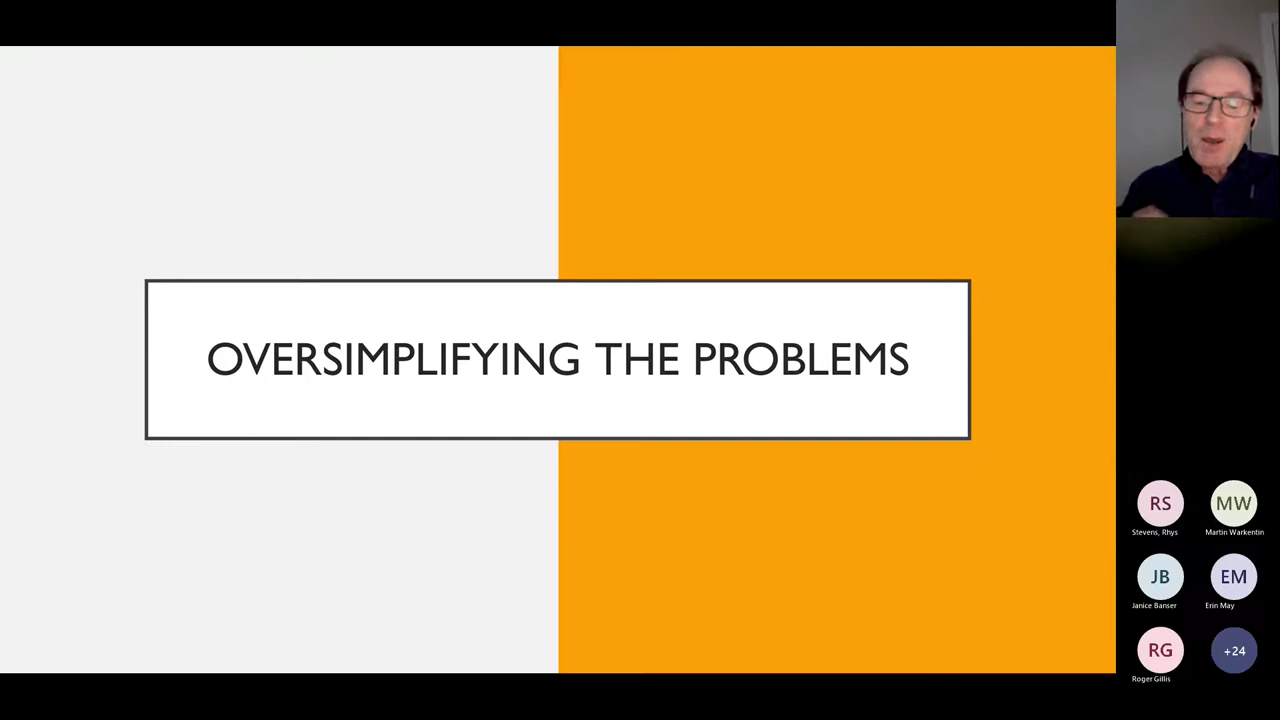 OVERSIMPLIFYING THE PROBLEMS
RS
MW
Stevens, Rhys
Martin Warkentin
JB
EM
Janice Banser
Erin May
RG
+24
Roger Gillis